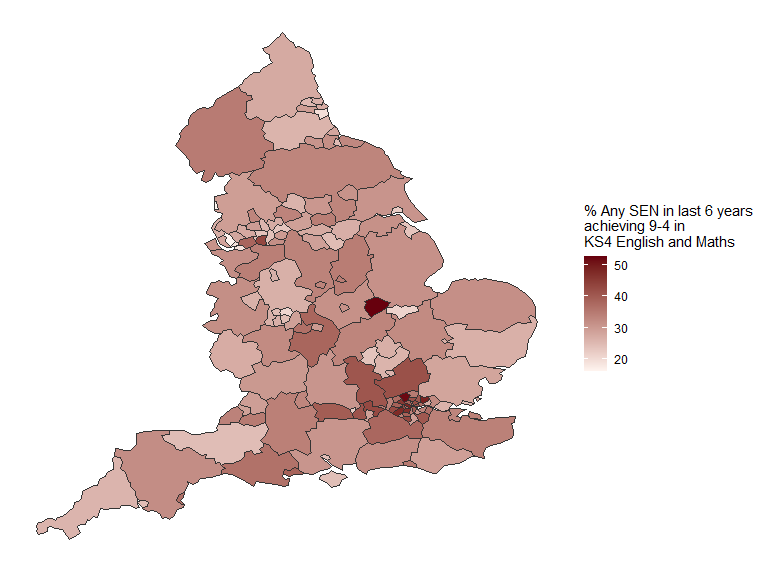 % Any SEN in last 6 years
achieving 9-4 in
KS4 English and Maths
50
40
30
20